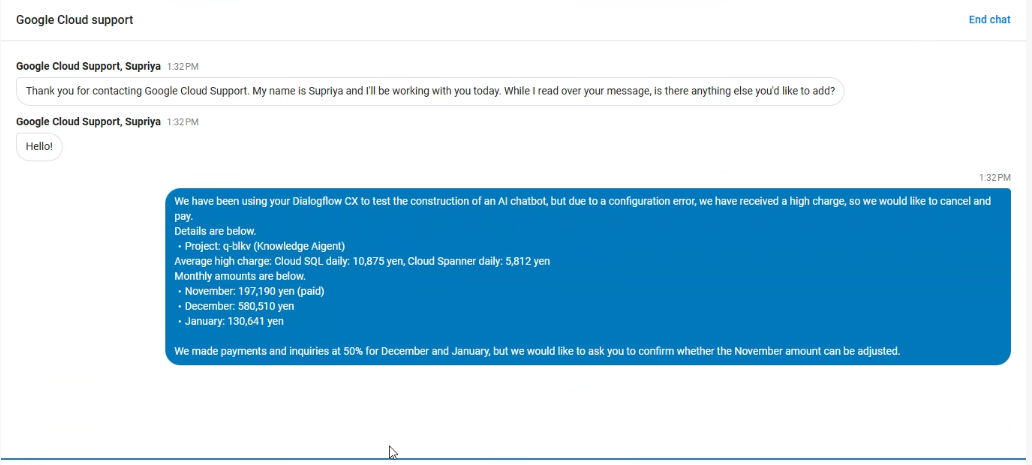 Google Cloud support
End chat
Google Cloud Support, Supriya 1:32 PM
Thank you for contacting Google Cloud Support. My name is Supriya and I'll be working with you today. While I read over your message, is there anything else you'd like to add?
Google Cloud Support, Supriya 1:32 PM
Hello!
1:32 PM
We have been using your Dialogflow CX to test the construction of an AI chatbot, but due to a configuration error, we have received a high charge, so we would like to cancel and
pay.
Details are below.
・Project: q-blkv (Knowledge Aigent)
Average high charge: Cloud SQL daily: 10,875 yen, Cloud Spanner daily: 5,812 yen
Monthly amounts are below.
・November: 197,190 yen (paid)
・December: 580,510 yen
・January: 130,641 yen
We made payments and inquiries at 50% for December and January, but we would like to ask you to confirm whether the November amount can be adjusted.